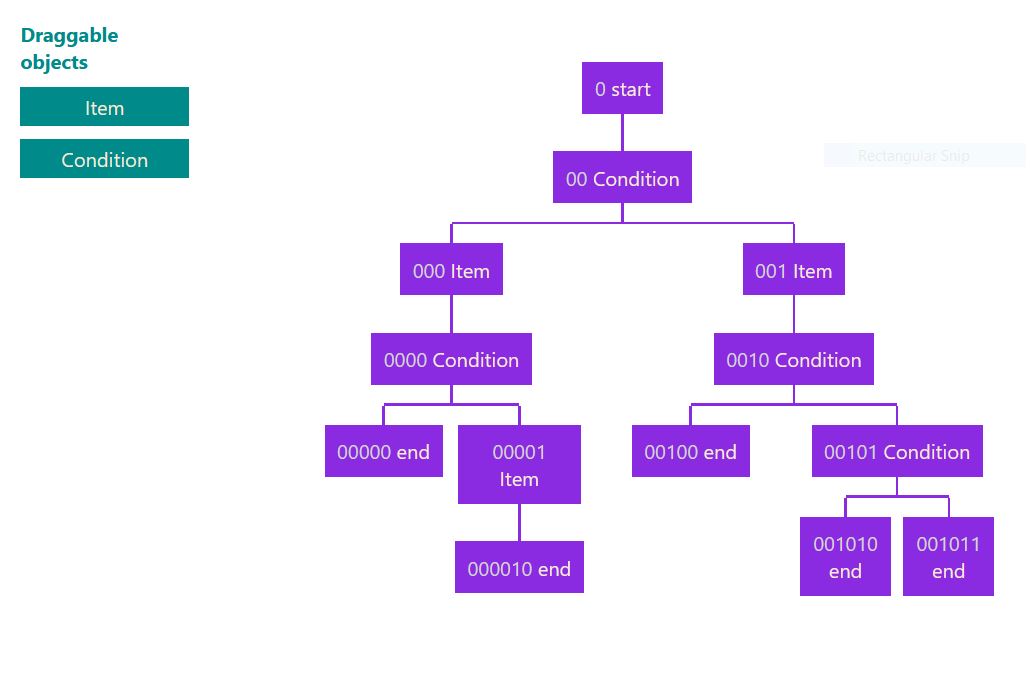 Draggable
objects
Item
Condition
0 start
Rectangular Snip
00 Condition
000 Item
001 Item
0000 Condition
0010 Condition
00000 end
00001
Item
00100 end
00101 Condition
000010 end
001010
end
001011
end